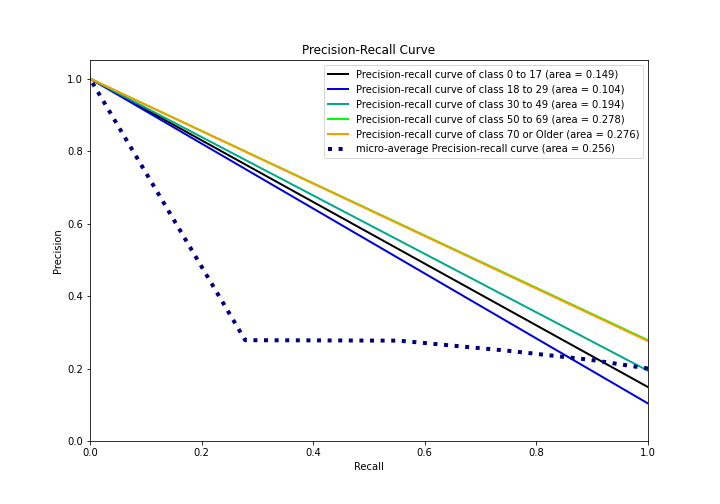 Precision-Recall Curve
Precision-recall curve of class 0 to 17 (area = 0.149)
Precision-recall curve of class 18 to 29 (area = 0.104)
Precision-recall curve of class 30 to 49 (area = 0.194)
Precision-recall curve of class 50 to 69 (area = 0.278)
Precision-recall curve of class 70 or Older (area = 0.276)
micro-average Precision-recall curve (area = 0.256)
1.0
0.8
0.6
0.4
0.2
0.0
Precision
0.0 0.2 0.4 0.6 0.8 1.0
Recall